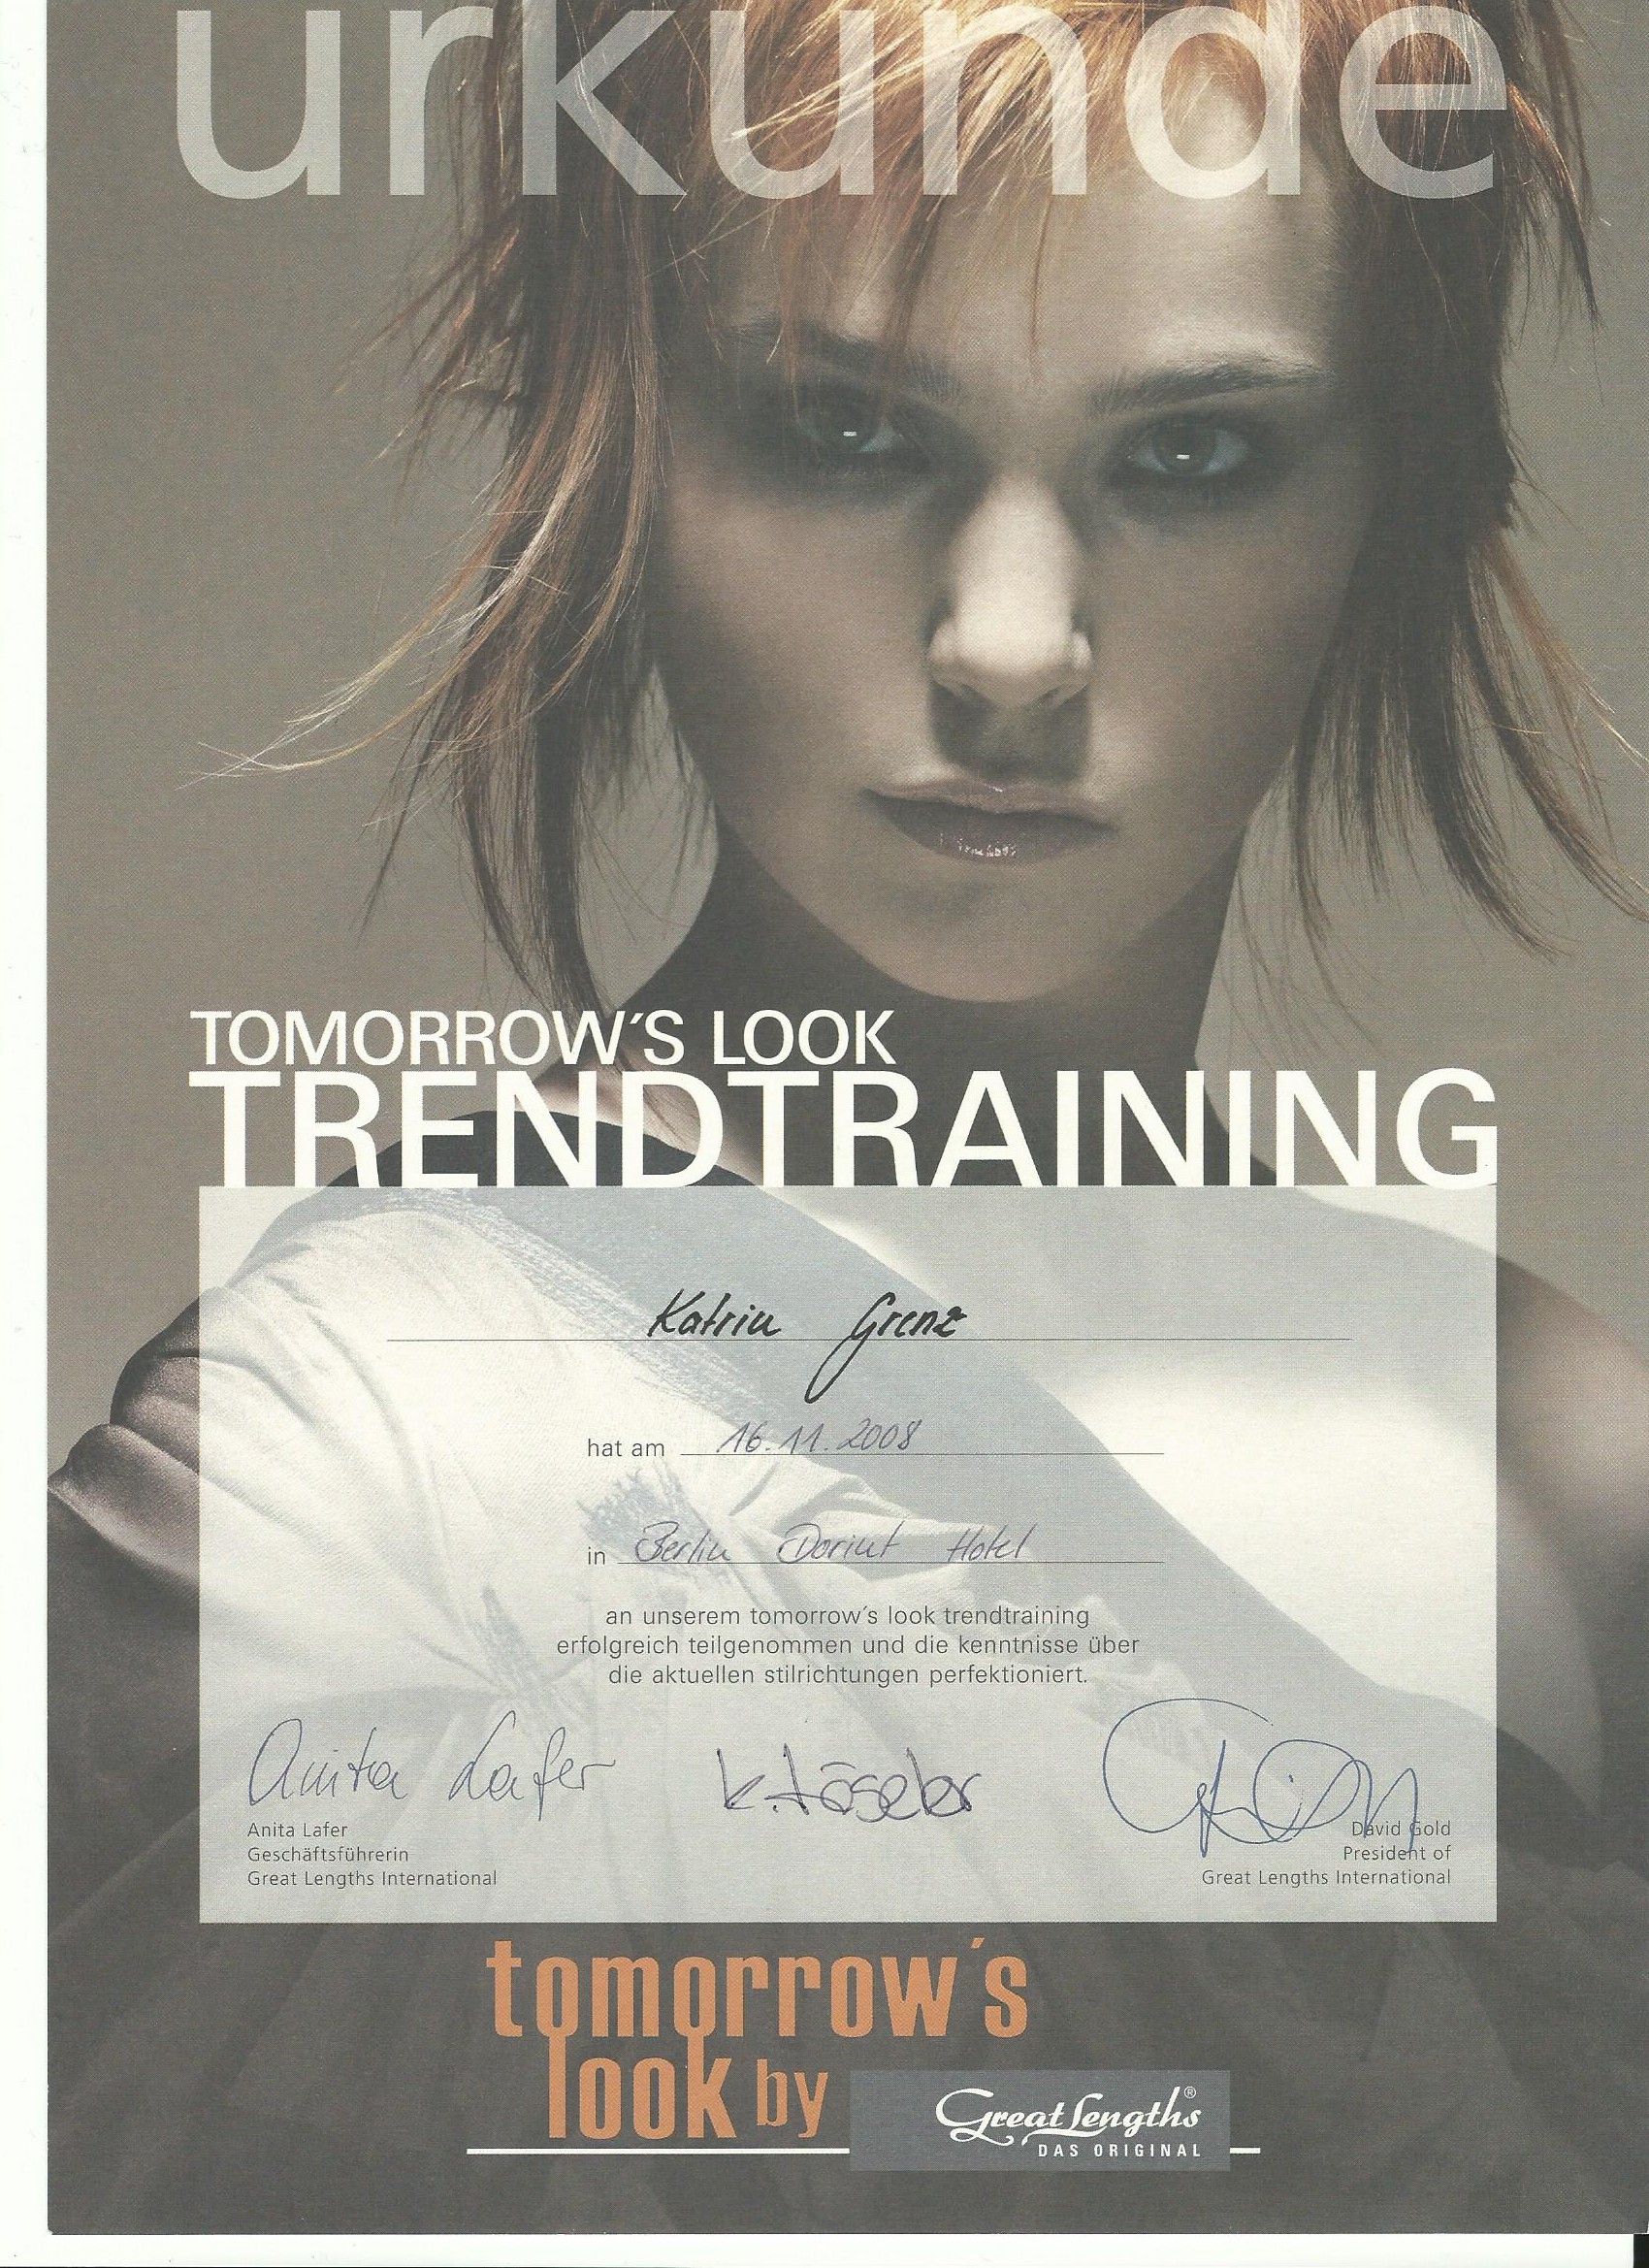 urkunde
TOMORROW´S LOOK
TRENDTRAINING
Katrin Grenz
hat am 16.11.2008
in Berlin Dorint Hotel
an unserem tomorrow´s look trendtraining
erfolgreich teilgenommen und die kenntnisse über
die aktuellen stilrichtungen perfektioniert.
Anita Lafer
Anita Lafer
Geschäftsführerin
Great Lengths International
David Gold
President of
Great Lengths International
tomorrow´s
look by
Great Lengths®
DAS ORIGINAL